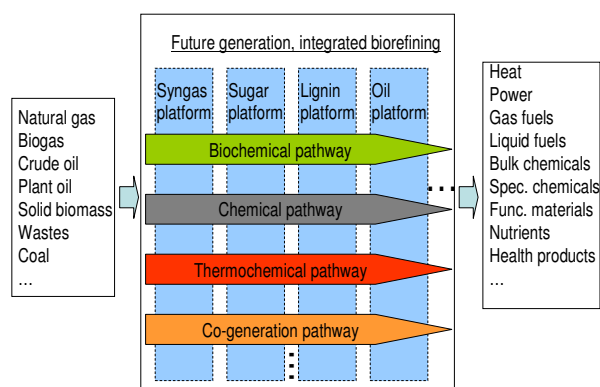 Future generation, integrated biorefining
Syngas platform
Sugar platform
Lignin platform
Oil platform
Natural gas
Biogas
Crude oil
Plant oil
Solid biomass
Wastes
Coal
...
Biochemical pathway
Chemical pathway
Thermochemical pathway
Co-generation pathway
...
...
Heat
Power
Gas fuels
Liquid fuels
Bulk chemicals
Spec. chemicals
Func. materials
Nutrients
Health products
...